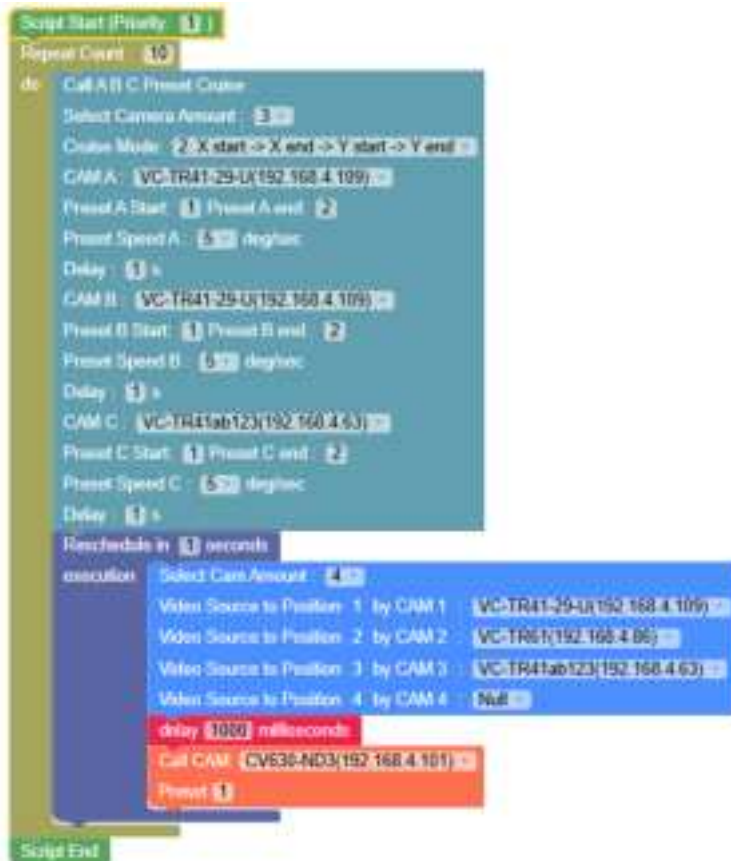 Script Start (Priority : 1 )
Repeat Count : 10
do Call A B C Preset Cruise
Select Camera Amount : 3
Cruise Mode : 2. X start -> X end -> Y start -> Y end
CAM A : VC-TR41-29-U(192.168.4.109)
Preset A Start : 1 Preset A end : 2
Preset Speed A : 5 deg/sec
Delay : 1 s
CAM B : VC-TR41-29-U(192.168.4.109)
Preset B Start : 1 Preset B end : 2
Preset Speed B : 5 deg/sec
Delay : 1 s
CAM C : VC-TR41ab123(192.168.4.63)
Preset C Start : 1 Preset C end : 2
Preset Speed C : 5 deg/sec
Delay : 1 s
Reschedule in 1 seconds
execution Select Cam Amount : 4
Video Source to Position 1 by CAM 1 : VC-TR41-29-U(192.168.4.109)
Video Source to Position 2 by CAM 2 : VC-TR61(192.168.4.86)
Video Source to Position 3 by CAM 3 : VC-TR41ab123(192.168.4.63)
Video Source to Position 4 by CAM 4 : Null
delay 1000 milliseconds
Call CAM : CV630-ND3(192.168.4.101)
Preset 1
Script End